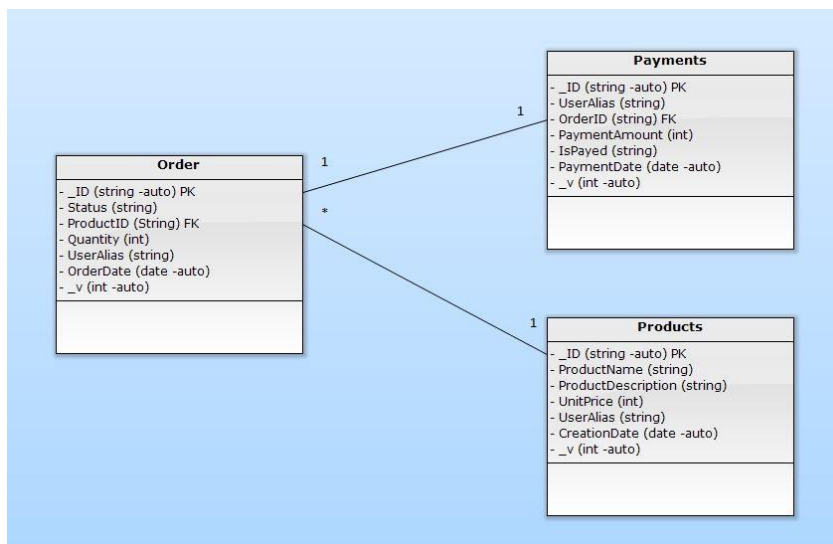 Payments
- _ID (string -auto) PK
- UserAlias (string)
- OrderID (string) FK
- PaymentAmount (int)
- IsPayed (string)
- PaymentDate (date -auto)
- _v (int -auto)
1
1
Order
- _ID (string -auto) PK
- Status (string)
- ProductID (String) FK
- Quantity (int)
- UserAlias (string)
- OrderDate (date -auto)
- _v (int -auto)
*
1
Products
- _ID (string -auto) PK
- ProductName (string)
- ProductDescription (string)
- UnitPrice (int)
- UserAlias (string)
- CreationDate (date -auto)
- _v (int -auto)